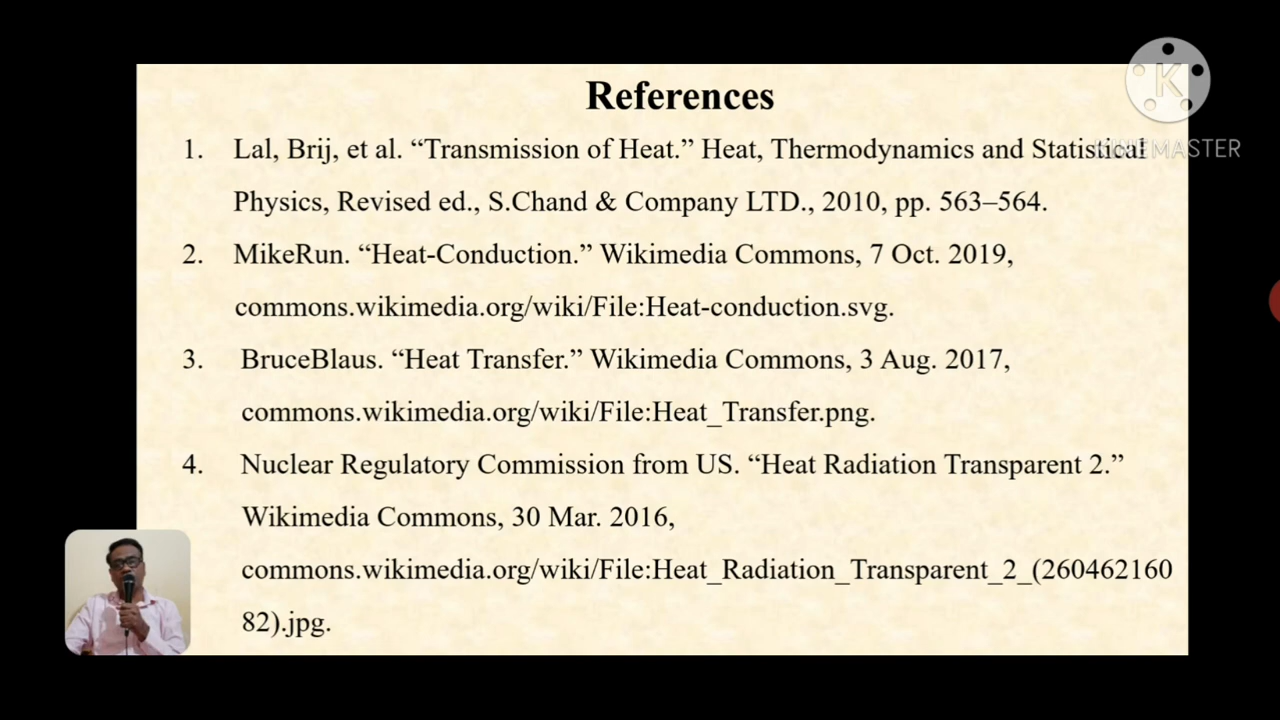 References
1. Lal, Brij, et al. “Transmission of Heat.” Heat, Thermodynamics and Statistical
Physics, Revised ed., S.Chand & Company LTD., 2010, pp. 563–564.
2. MikeRun. “Heat-Conduction.” Wikimedia Commons, 7 Oct. 2019,
commons.wikimedia.org/wiki/File:Heat-conduction.svg.
3. BruceBlaus. “Heat Transfer.” Wikimedia Commons, 3 Aug. 2017,
commons.wikimedia.org/wiki/File:Heat_Transfer.png.
4. Nuclear Regulatory Commission from US. “Heat Radiation Transparent 2.”
Wikimedia Commons, 30 Mar. 2016,
commons.wikimedia.org/wiki/File:Heat_Radiation_Transparent_2_(260462160
82).jpg.
K
KINEMASTER